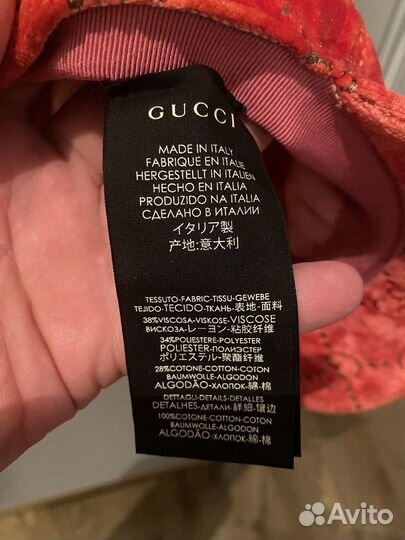 GUCCI
MADE IN ITALY
FABRIQUE EN ITALIE
HERGESTELLT IN ITALIEN
HECHO EN ITALIA
PRODUZIDO NA ITALIA
СДЕЛАНО В ИТАЛИИ
イタリア製
产地:意大利
TESSUTO-FABRIC-TISSU-GEWEBE
TEJIDO-TECIDO-ТКАНЬ-表地-面料
38%VISCOSA-VISKOSE-VISCOSE
ВИСКОЗА-レーヨン-粘胶纤维
34%POLIESTERE-POLYESTER
POLIESTER-ПОЛИЭСТЕР
ポリエステル-聚酯纤维
28%COTONE-COTTON-COTON
BAUMWOLLE-ALGODON
ALGODÃO-ХЛОПОК-綿-棉
DETTAGLI-DETAILS-DETALLES
DETALHES-ДЕТАЛИ-詳細-镶边
100%COTONE-COTTON-COTON
BAUMWOLLE-ALGODON
ALGODÃO-ХЛОПОК-綿-棉
Avito